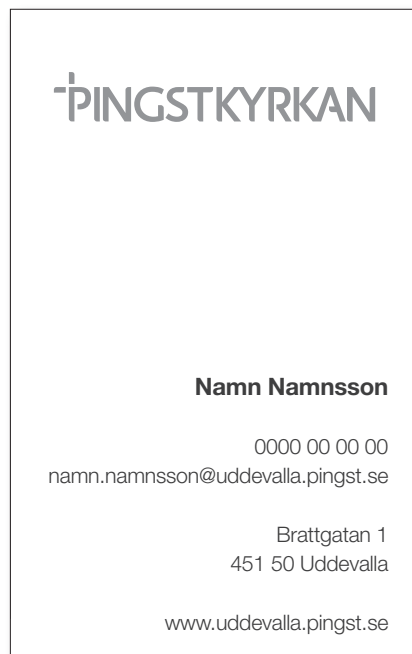 PINGSTKYRKAN
Namn Namnsson
0000 00 00 00
namn.namnsson@uddevalla.pingst.se
Brattgatan 1
451 50 Uddevalla
www.uddevalla.pingst.se